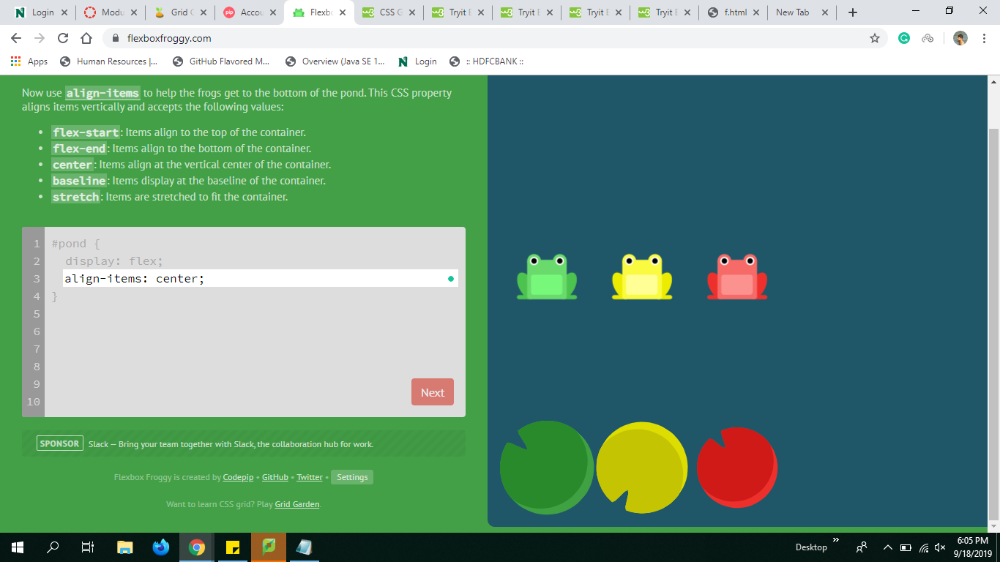 Login
Modu
Grid G
pip
Accou
Flexbo
CSS G
Tryit E
Tryit E
Tryit E
Tryit E
f.html
New Tab
flexboxfroggy.com
Apps
Human Resources |...
GitHub Flavored M...
Overview (Java SE 1...
Login
:: HDFCBANK ::
Now use align-items to help the frogs get to the bottom of the pond. This CSS property
aligns items vertically and accepts the following values:
• flex-start: Items align to the top of the container.
• flex-end: Items align to the bottom of the container.
• center: Items align at the vertical center of the container.
• baseline: Items display at the baseline of the container.
• stretch: Items are stretched to fit the container.
1 #pond {
2 display: flex;
3 align-items: center;
4 }
5
6
7
8
9
10
Next
SPONSOR Slack — Bring your team together with Slack, the collaboration hub for work.
Flexbox Froggy is created by Codepip • GitHub • Twitter • Settings
Want to learn CSS grid? Play Grid Garden.
Desktop
6:05 PM
9/18/2019